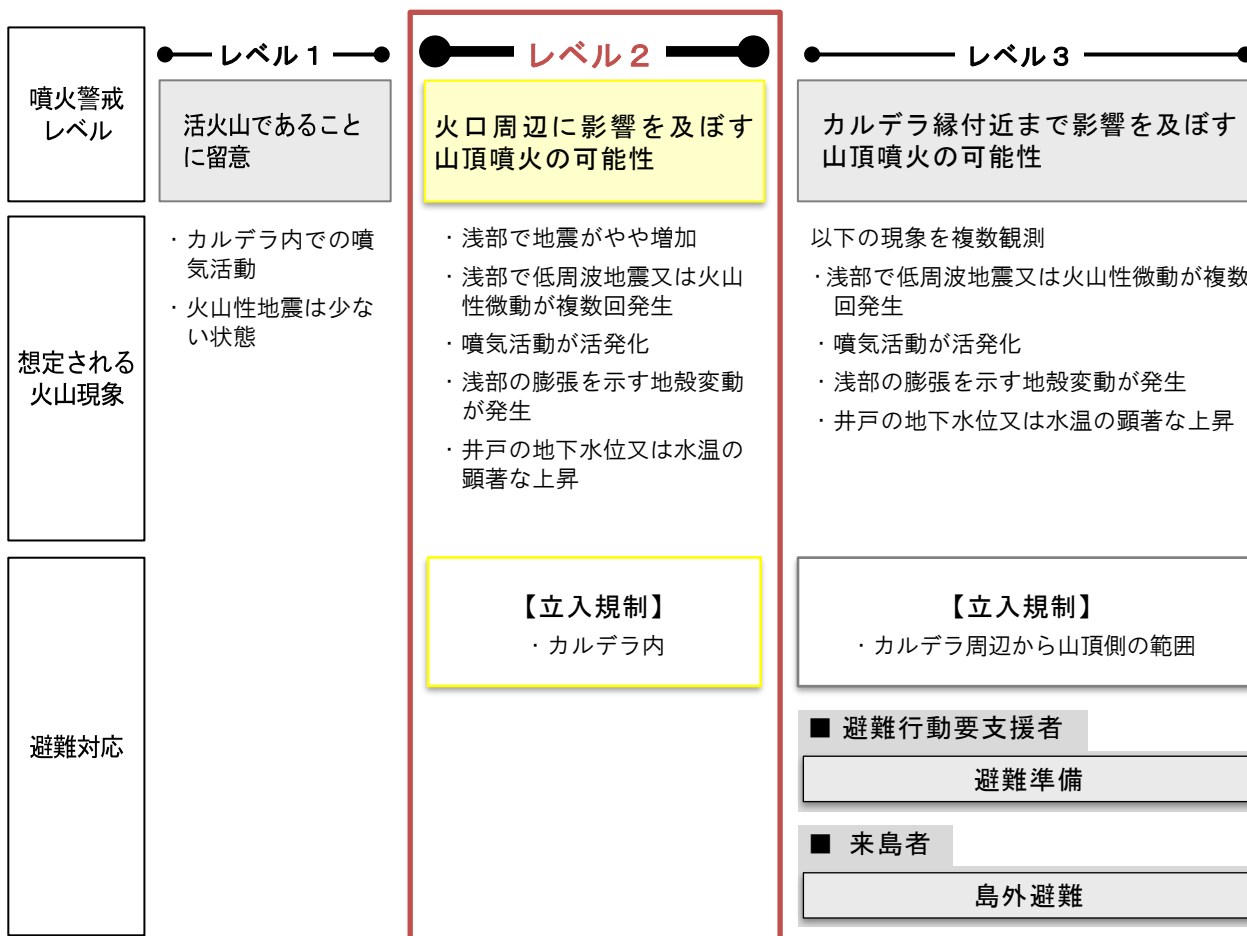 噴火警戒
レベル
レベル1
活火山であること
に留意
レベル2
火口周辺に影響を及ぼす
山頂噴火の可能性
レベル3
カルデラ縁付近まで影響を及ぼす
山頂噴火の可能性
想定される
火山現象
・カルデラ内での噴
気活動
・火山性地震は少な
い状態
・浅部で地震がやや増加
・浅部で低周波地震又は火山
性微動が複数回発生
・噴気活動が活発化
・浅部の膨張を示す地殻変動
が発生
・井戸の地下水位又は水温の
顕著な上昇
以下の現象を複数観測
・浅部で低周波地震又は火山性微動が複数
回発生
・噴気活動が活発化
・浅部の膨張を示す地殻変動が発生
・井戸の地下水位又は水温の顕著な上昇
避難対応
【立入規制】
・カルデラ内
【立入規制】
・カルデラ周辺から山頂側の範囲
■ 避難行動要支援者
避難準備
■ 来島者
島外避難